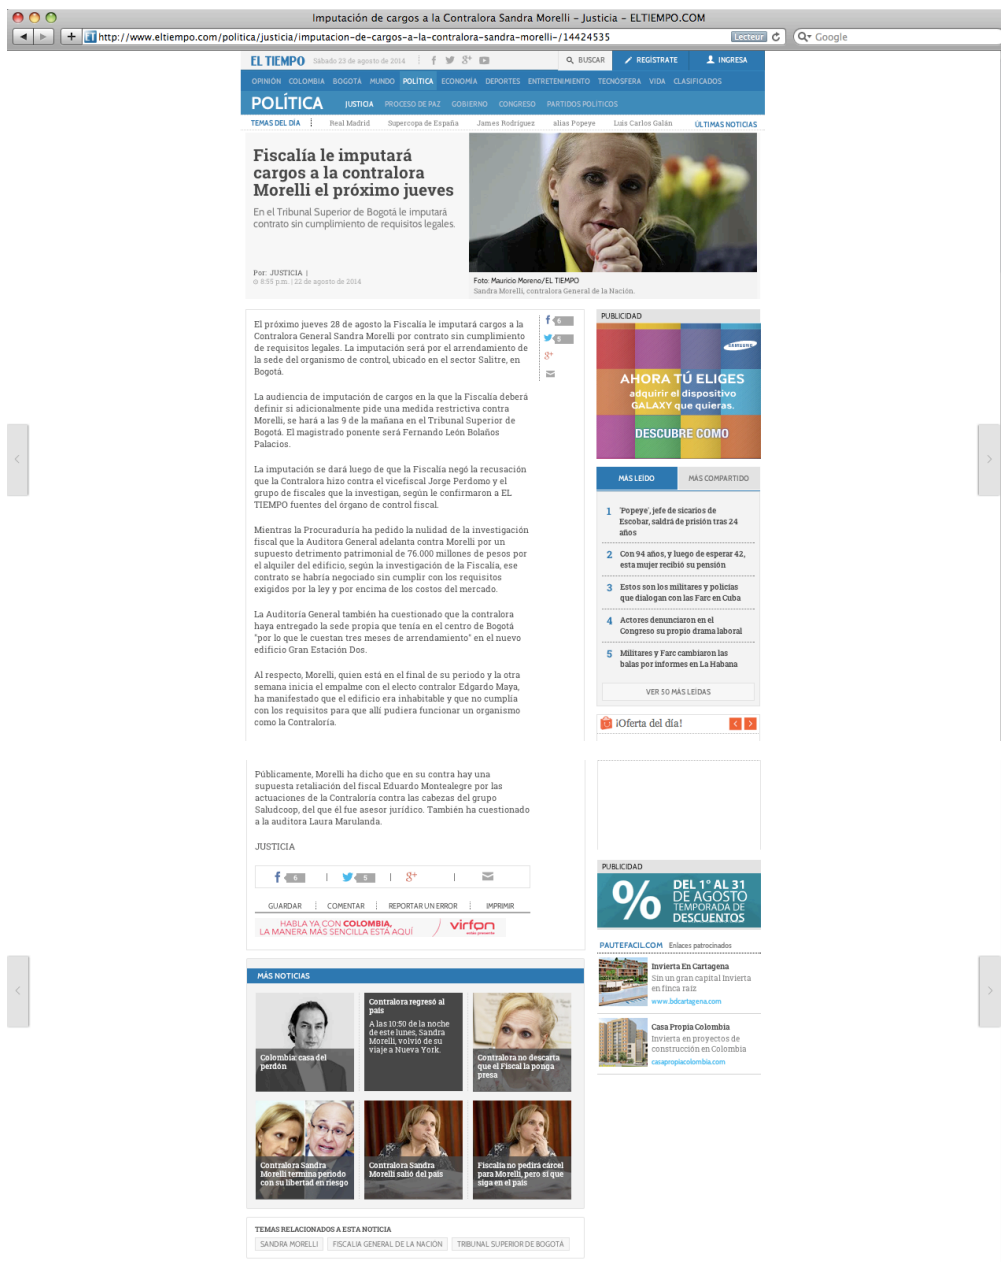 Imputación de cargos a la Contralora Sandra Morelli – Justicia – ELTIEMPO.COM
http://www.eltiempo.com/politica/justicia/imputacion-de-cargos-a-la-contralora-sandra-morelli-/14424535
Lecteur
Google
EL TIEMPO Sábado 23 de agosto de 2014
BUSCAR REGÍSTRATE INGRESA
OPINIÓN COLOMBIA BOGOTÁ MUNDO POLÍTICA ECONOMÍA DEPORTES ENTRETENIMIENTO TECNOSFERA VIDA CLASIFICADOS
POLÍTICA JUSTICIA PROCESO DE PAZ GOBIERNO CONGRESO PARTIDOS POLÍTICOS
TEMAS DEL DÍA Real Madrid Supercopa de España James Rodríguez alias Popeye Luis Carlos Galán ÚLTIMAS NOTICIAS
Fiscalía le imputará
cargos a la contralora
Morelli el próximo jueves
En el Tribunal Superior de Bogotá le imputará
contrato sin cumplimiento de requisitos legales.
Por: JUSTICIA |
8:55 p.m. | 22 de agosto de 2014
Foto: Mauricio Moreno/EL TIEMPO
Sandra Morelli, contralora General de la Nación.
El próximo jueves 28 de agosto la Fiscalía le imputará cargos a la
Contralora General Sandra Morelli por contrato sin cumplimiento
de requisitos legales. La imputación será por el arrendamiento de
la sede del organismo de control, ubicado en el sector Salitre, en
Bogotá.
6
5
La audiencia de imputación de cargos en la que la Fiscalía deberá
definir si adicionalmente pide una medida restrictiva contra
Morelli, se hará a las 9 de la mañana en el Tribunal Superior de
Bogotá. El magistrado ponente será Fernando León Bolaños
Palacios.
La imputación se dará luego de que la Fiscalía negó la recusación
que la Contralora hizo contra el vicefiscal Jorge Perdomo y el
grupo de fiscales que la investigan, según le confirmaron a EL
TIEMPO fuentes del órgano de control fiscal.
Mientras la Procuraduría ha pedido la nulidad de la investigación
fiscal que la Auditora General adelanta contra Morelli por un
supuesto detrimento patrimonial de 76.000 millones de pesos por
el alquiler del edificio, según la investigación de la Fiscalía, ese
contrato se habría negociado sin cumplir con los requisitos
exigidos por la ley y por encima de los costos del mercado.
La Auditoría General también ha cuestionado que la contralora
haya entregado la sede propia que tenía en el centro de Bogotá
"por lo que le cuestan tres meses de arrendamiento" en el nuevo
edificio Gran Estación Dos.
Al respecto, Morelli, quien está en el final de su periodo y la otra
semana inicia el empalme con el electo contralor Edgardo Maya,
ha manifestado que el edificio era inhabitable y que no cumplía
con los requisitos para que allí pudiera funcionar un organismo
como la Contraloría.
PUBLICIDAD
SAMSUNG
AHORA TÚ ELIGES
adquirir el dispositivo
GALAXY que quieras.
DESCUBRE COMO
MÁS LEÍDO MÁS COMPARTIDO
1 'Popeye', jefe de sicarios de
Escobar, saldrá de prisión tras 24
años
2 Con 94 años, y luego de esperar 42,
esta mujer recibió su pensión
3 Estos son los militares y policías
que dialogan con las Farc en Cuba
4 Actores denunciaron en el
Congreso su propio drama laboral
5 Militares y Farc cambiaron las
balas por informes en La Habana
VER 50 MÁS LEÍDAS
¡Oferta del día!
Públicamente, Morelli ha dicho que en su contra hay una
supuesta retaliación del fiscal Eduardo Montealegre por las
actuaciones de la Contraloría contra las cabezas del grupo
Saludcoop, del que él fue asesor jurídico. También ha cuestionado
a la auditora Laura Marulanda.
JUSTICIA
6 | 5 | |
GUARDAR COMENTAR REPORTAR UN ERROR IMPRIMIR
HABLA YA CON COLOMBIA,
LA MANERA MÁS SENCILLA ESTÁ AQUÍ
virfon
estás presente
PUBLICIDAD
% DEL 1° AL 31
DE AGOSTO
TEMPORADA DE
DESCUENTOS
PAUTEFACIL.COM Enlaces patrocinados
Invierta En Cartagena
Sin un gran capital Invierta
en finca raíz
www.bdcartagena.com
Casa Propia Colombia
Invierta en proyectos de
construcción en Colombia
casapropiacolombia.com
MÁS NOTICIAS
Colombia: casa del
perdón
Contralora regresó al
país
A las 10:50 de la noche
de este lunes, Sandra
Morelli, volvió de su
viaje a Nueva York.
Contralora no descarta
que el Fiscal la ponga
presa
Contralora Sandra
Morelli termina periodo
con su libertad en riesgo
Contralora Sandra
Morelli salió del país
Fiscalía no pedirá cárcel
para Morelli, pero sí que
siga en el país
TEMAS RELACIONADOS A ESTA NOTICIA
SANDRA MORELLI FISCALÍA GENERAL DE LA NACIÓN TRIBUNAL SUPERIOR DE BOGOTÁ